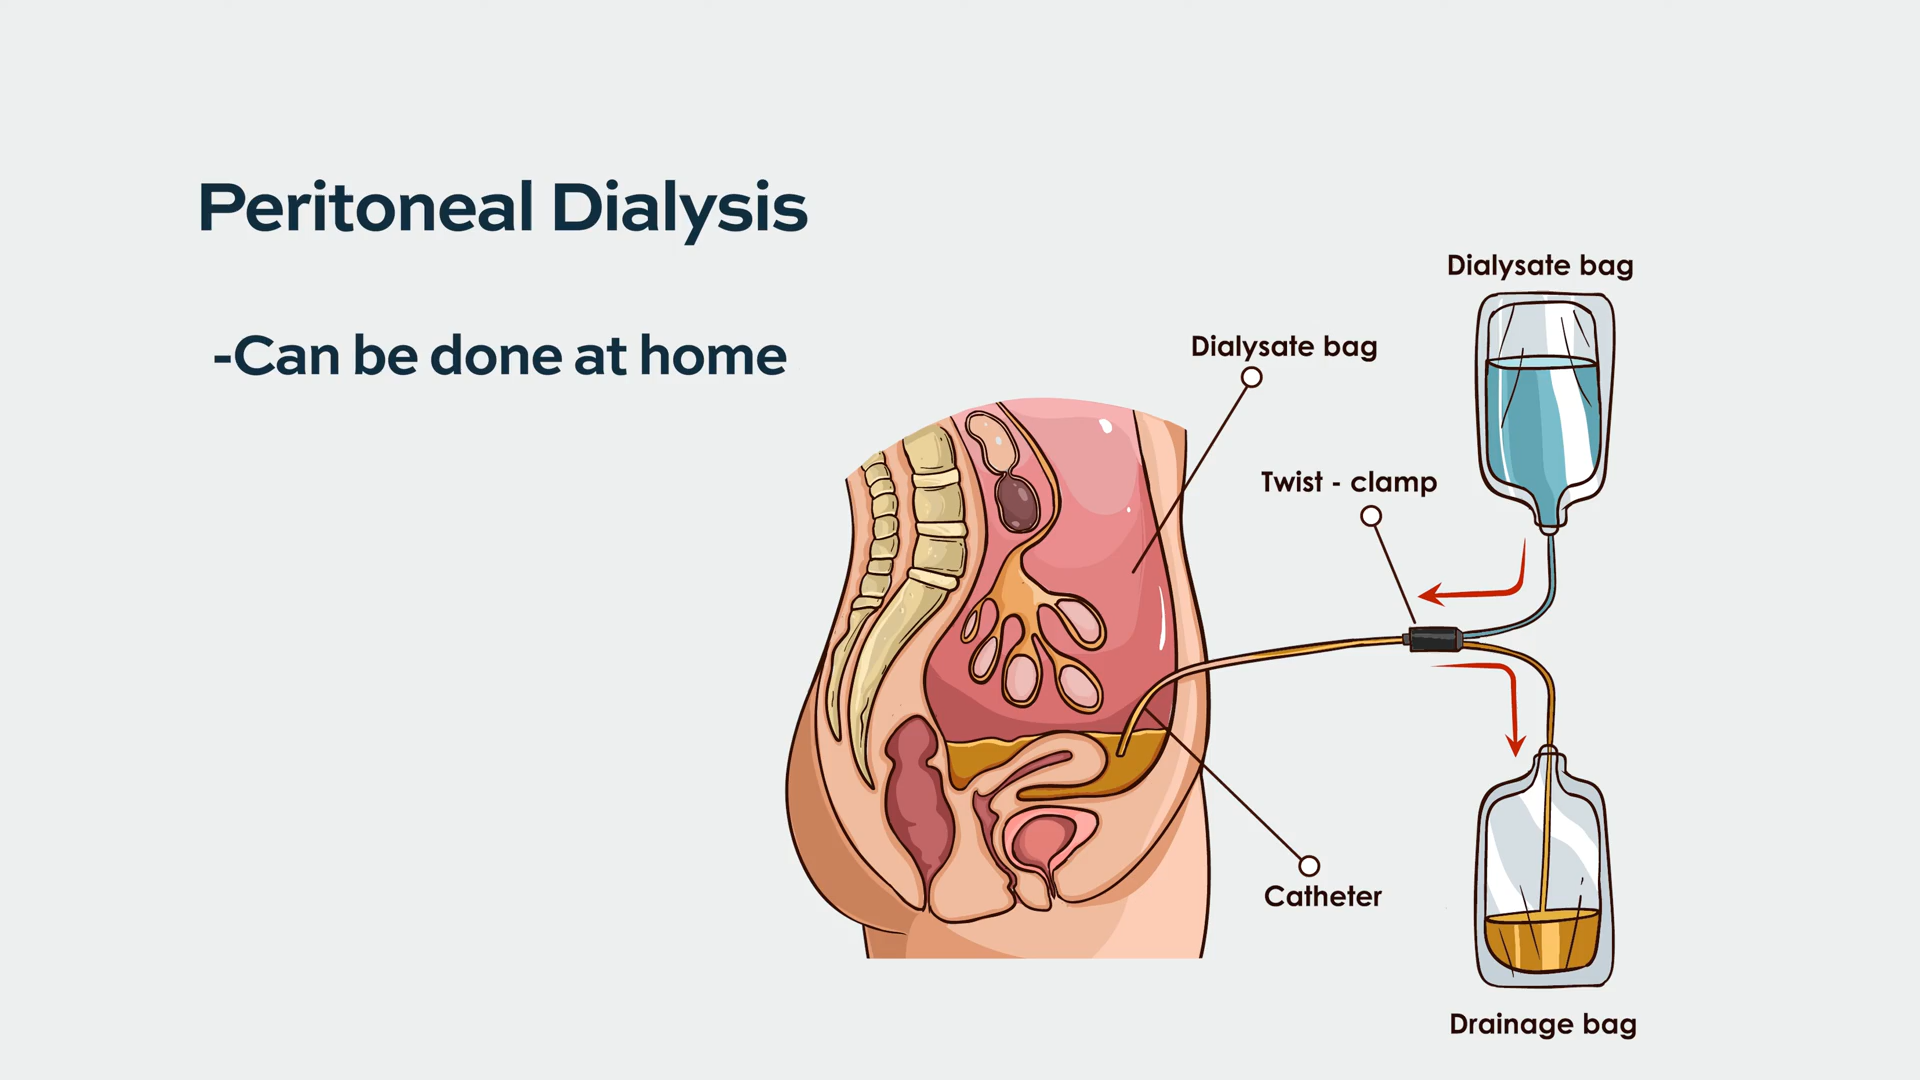 Peritoneal Dialysis
-Can be done at home
Dialysate bag
Dialysate bag
Twist - clamp
Catheter
Drainage bag